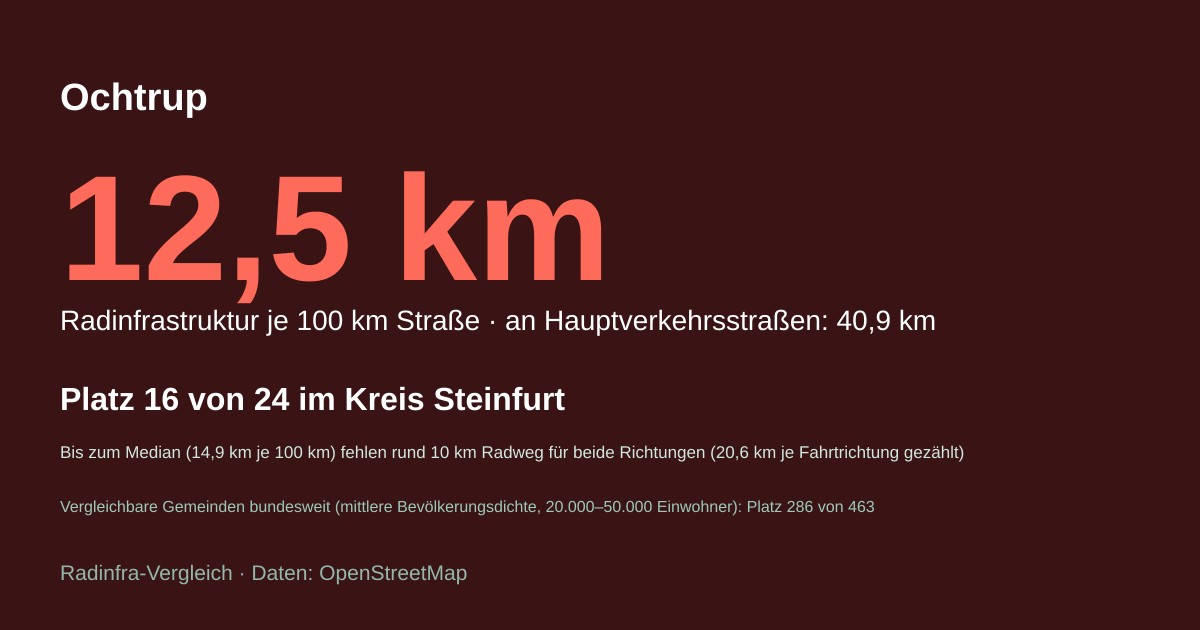 Ochtrup
12,5 km
Radinfrastruktur je 100 km Straße · an Hauptverkehrsstraßen: 40,9 km
Platz 16 von 24 im Kreis Steinfurt
Bis zum Median (14,9 km je 100 km) fehlen rund 10 km Radweg für beide Richtungen (20,6 km je Fahrtrichtung gezählt)
Vergleichbare Gemeinden bundesweit (mittlere Bevölkerungsdichte, 20.000–50.000 Einwohner): Platz 286 von 463
Radinfra-Vergleich · Daten: OpenStreetMap